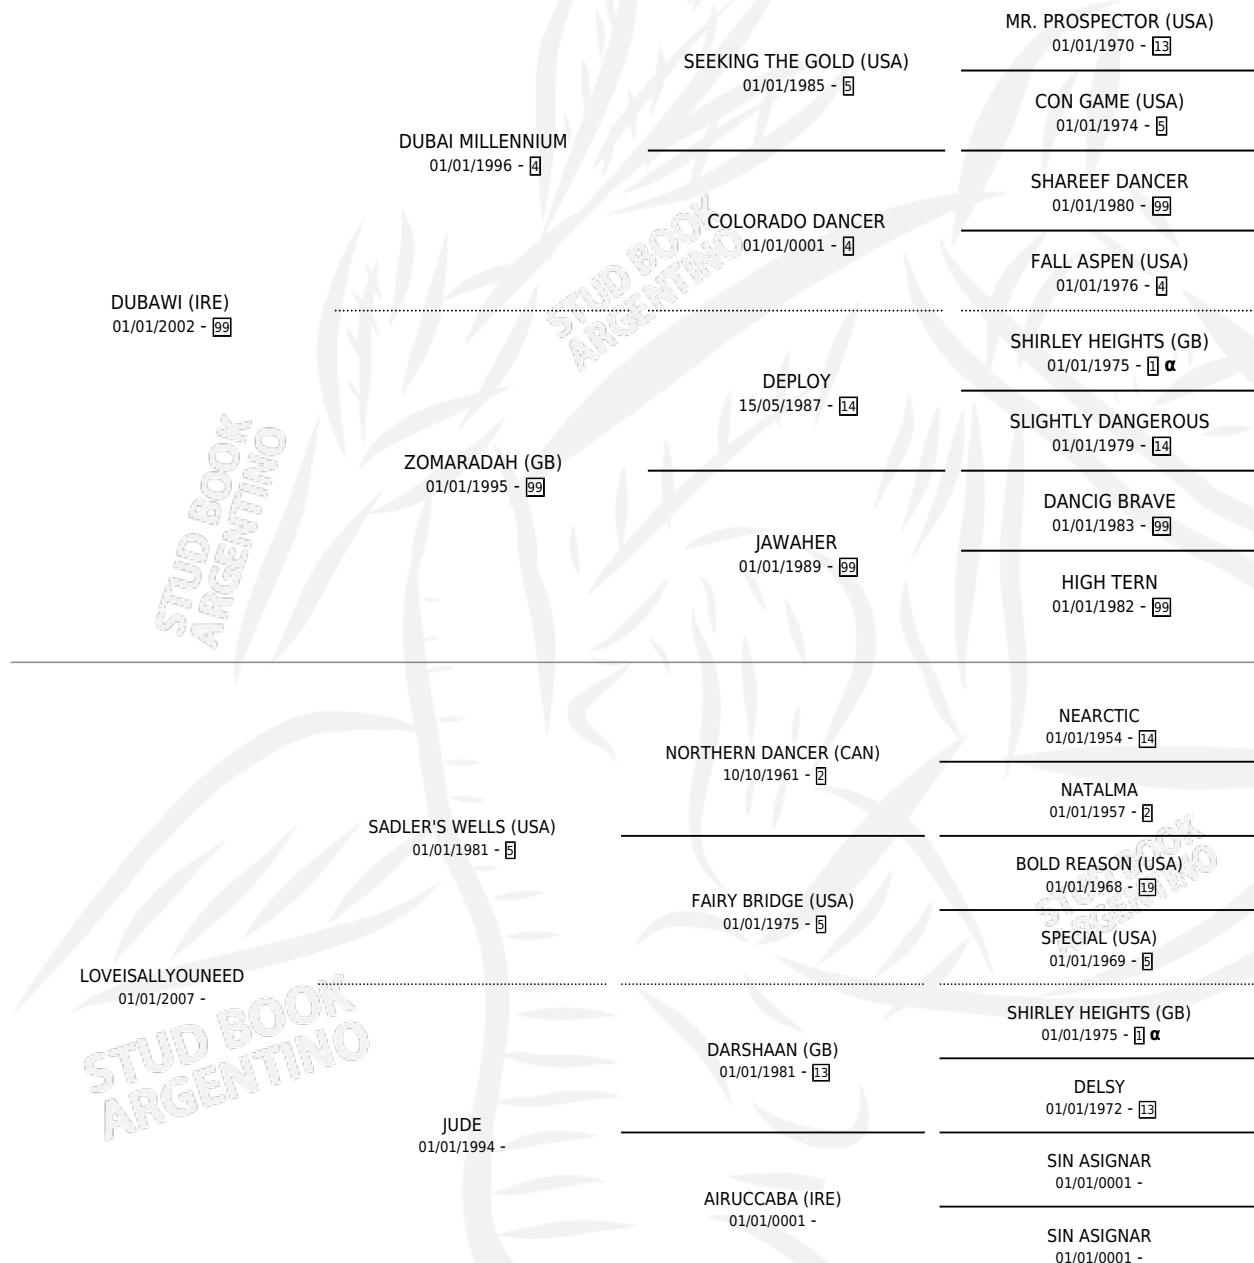 MR. PROSPECTOR (USA)
01/01/1970 - 13
SEEKING THE GOLD (USA)
01/01/1985 - 5
CON GAME (USA)
01/01/1974 - 5
DUBAI MILLENNIUM
01/01/1996 - 4
SHAREEF DANCER
01/01/1980 - 99
COLORADO DANCER
01/01/0001 - 4
FALL ASPEN (USA)
01/01/1976 - 4
DUBAWI (IRE)
01/01/2002 - 99
SHIRLEY HEIGHTS (GB)
01/01/1975 - 1 α
DEPLOY
15/05/1987 - 14
SLIGHTLY DANGEROUS
01/01/1979 - 14
ZOMARADAH (GB)
01/01/1995 - 99
DANCIG BRAVE
01/01/1983 - 99
JAWAHER
01/01/1989 - 99
HIGH TERN
01/01/1982 - 99
NEARCTIC
01/01/1954 - 14
NORTHERN DANCER (CAN)
10/10/1961 - 2
NATALMA
01/01/1957 - 2
SADLER'S WELLS (USA)
01/01/1981 - 5
BOLD REASON (USA)
01/01/1968 - 19
FAIRY BRIDGE (USA)
01/01/1975 - 5
SPECIAL (USA)
01/01/1969 - 5
LOVEISALLYOUNEED
01/01/2007 -
SHIRLEY HEIGHTS (GB)
01/01/1975 - 1 α
DARSHAAN (GB)
01/01/1981 - 13
DELSY
01/01/1972 - 13
JUDE
01/01/1994 -
SIN ASIGNAR
01/01/0001 -
AIRUCCABA (IRE)
01/01/0001 -
SIN ASIGNAR
01/01/0001 -
STUD BOOK
ARGENTINO
STUD BOOK
ARGENTINO
STUD BOOK
ARGENTINO
STUD BOOK
ARGENTINO